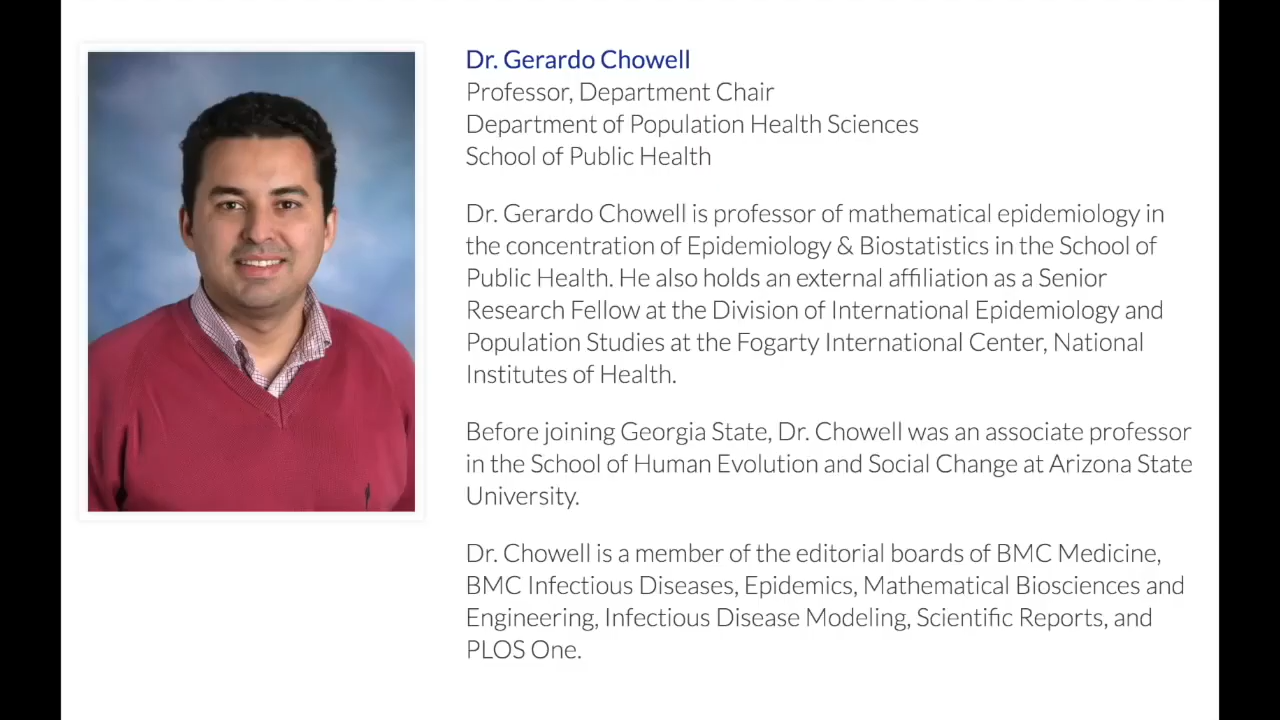 Dr. Gerardo Chowell
Professor, Department Chair
Department of Population Health Sciences
School of Public Health
Dr. Gerardo Chowell is professor of mathematical epidemiology in
the concentration of Epidemiology & Biostatistics in the School of
Public Health. He also holds an external affiliation as a Senior
Research Fellow at the Division of International Epidemiology and
Population Studies at the Fogarty International Center, National
Institutes of Health.
Before joining Georgia State, Dr. Chowell was an associate professor
in the School of Human Evolution and Social Change at Arizona State
University.
Dr. Chowell is a member of the editorial boards of BMC Medicine,
BMC Infectious Diseases, Epidemics, Mathematical Biosciences and
Engineering, Infectious Disease Modeling, Scientific Reports, and
PLOS One.